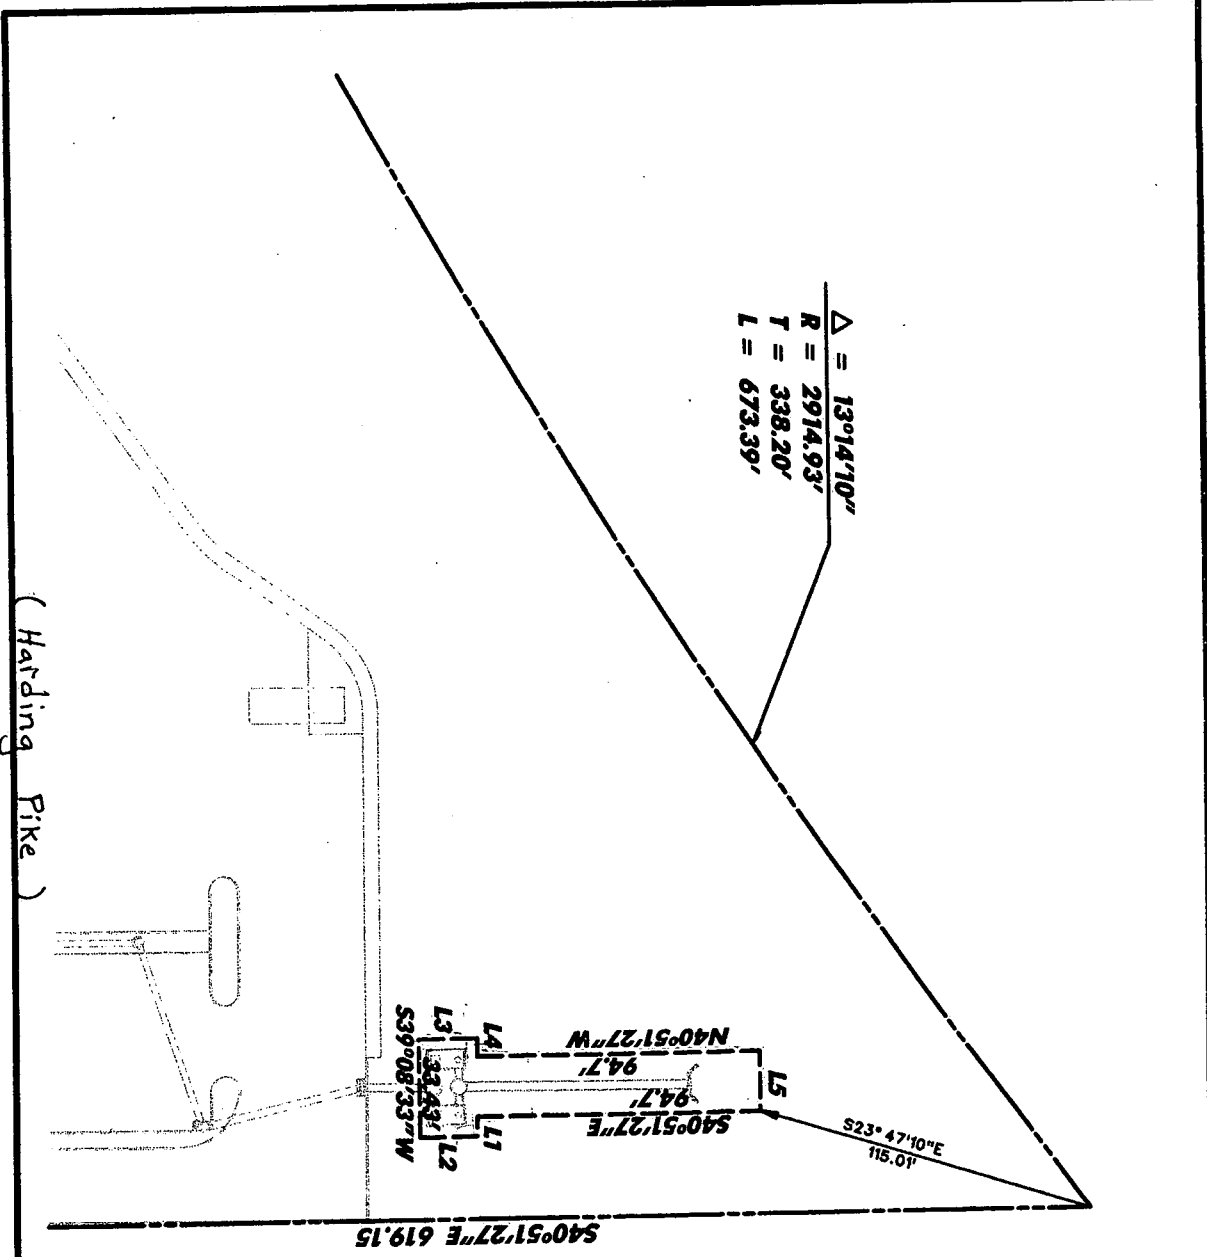 Δ = 13°14'10"
R = 2914.93'
T = 338.20'
L = 673.39'
(Harding Pike)
N40°51'27"W
94.7'
94.7'
S40°51'27"E
L5
L4
L3
L1
L2
33.43'
S39°08'33"W
S23°47'10"E
115.01'
S40°51'27"E 619.15